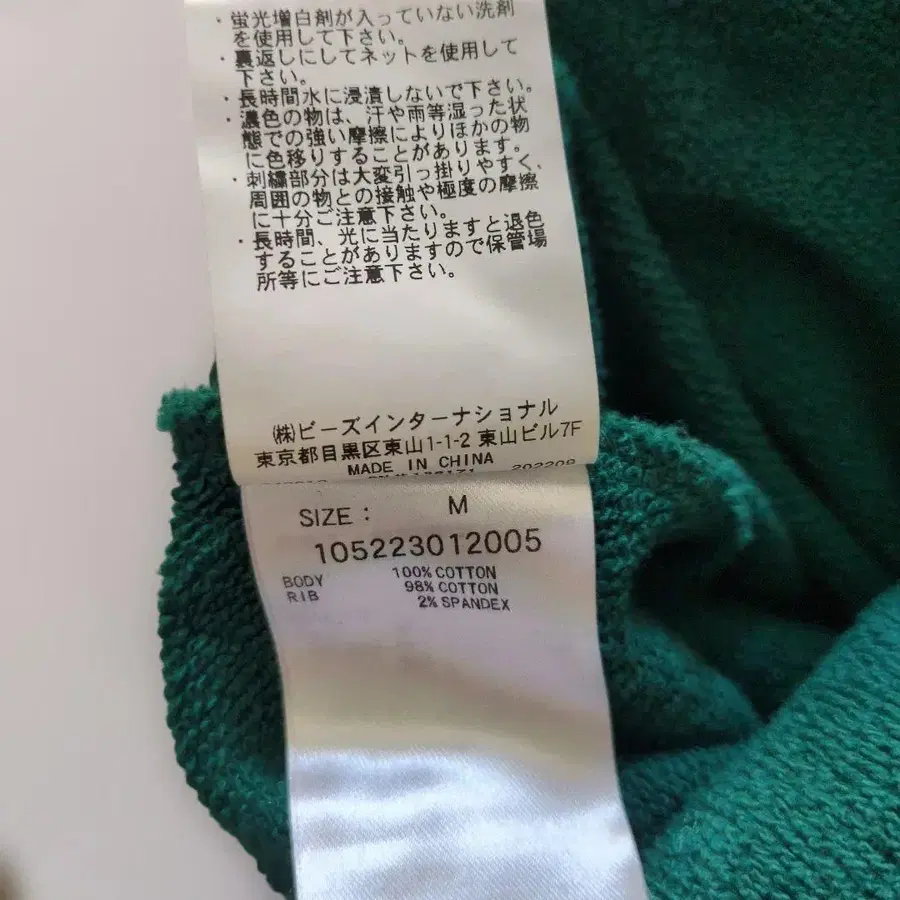 ・蛍光増白剤が入っていない洗剤
を使用して下さい。
・裏返しにしてネットを使用して
下さい。
・長時間水に浸漬しないで下さい。
・濃色の物は、汗や雨等湿った状
態での強い摩擦によりほかの物
に色移りすることがあります。
・刺繍部分は大変引っ掛りやすく、
周囲の物との接触や極度の摩擦
に十分ご注意下さい。
・長時間、光に当たりますと退色
することがありますので保管場
所等にご注意下さい。
㈱ビーズインターナショナル
東京都目黒区東山1-1-2 東山ビル7F
MADE IN CHINA
202209
SIZE : M
105223012005
BODY 100% COTTON
RIB 98% COTTON
2% SPANDEX